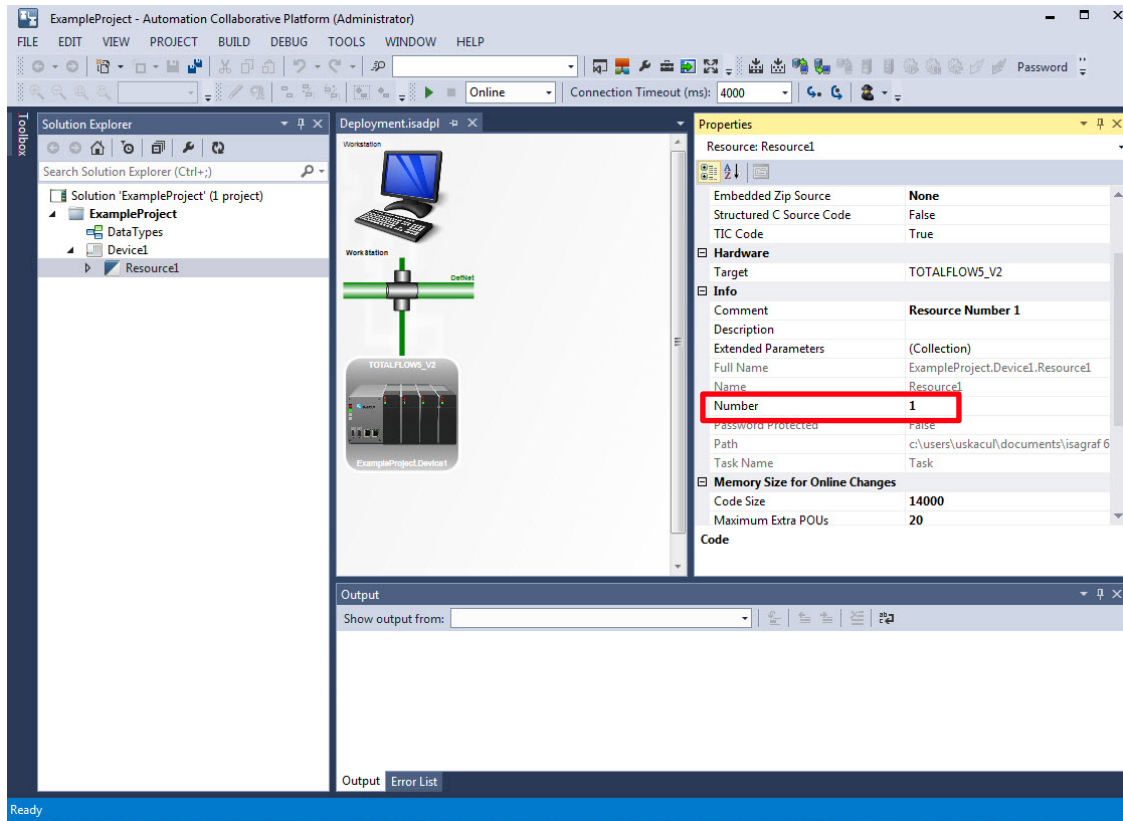 ExampleProject - Automation Collaborative Platform (Administrator)
FILE EDIT VIEW PROJECT BUILD DEBUG TOOLS WINDOW HELP
Password
Online Connection Timeout (ms): 4000
Toolbox
Solution Explorer
Search Solution Explorer (Ctrl+;)
Solution 'ExampleProject' (1 project)
ExampleProject
DataTypes
Device1
Resource1
Deployment.isadpl
Workstation
WorkStation
DefNet
TOTALFLOW5_V2
ExampleProject.Device1
Properties
Resource: Resource1
Embedded Zip Source None
Structured C Source Code False
TIC Code True
Hardware
Target TOTALFLOW5_V2
Info
Comment Resource Number 1
Description
Extended Parameters (Collection)
Full Name ExampleProject.Device1.Resource1
Name Resource1
Number 1
Password Protected False
Path c:\users\uskacul\documents\isagraf 6
Task Name Task
Memory Size for Online Changes
Code Size 14000
Maximum Extra POUs 20
Code
Output
Show output from:
Output Error List
Ready